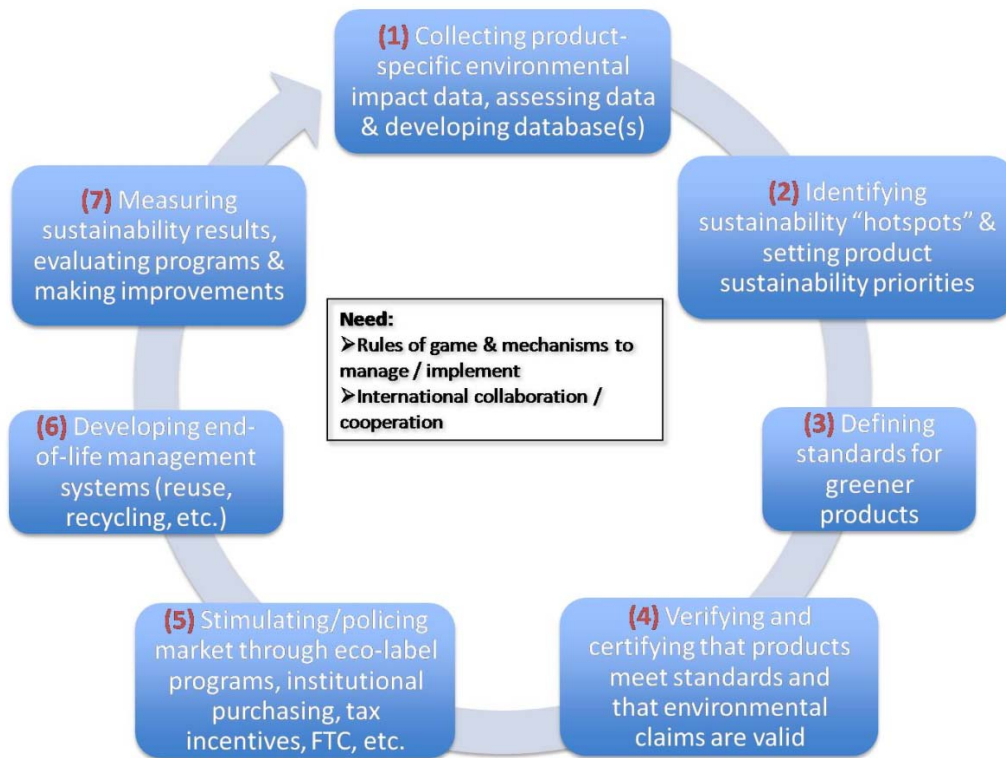 (1) Collecting product-
specific environmental
impact data, assessing data
& developing database(s)
(2) Identifying
sustainability “hotspots” &
setting product
sustainability priorities
(3) Defining
standards for
greener
products
(4) Verifying and
certifying that products
meet standards and
that environmental
claims are valid
(5) Stimulating/policing
market through eco-label
programs, institutional
purchasing, tax
incentives, FTC, etc.
(6) Developing end-
of-life management
systems (reuse,
recycling, etc.)
(7) Measuring
sustainability results,
evaluating programs &
making improvements
Need:
➢Rules of game & mechanisms to
manage / implement
➢International collaboration /
cooperation